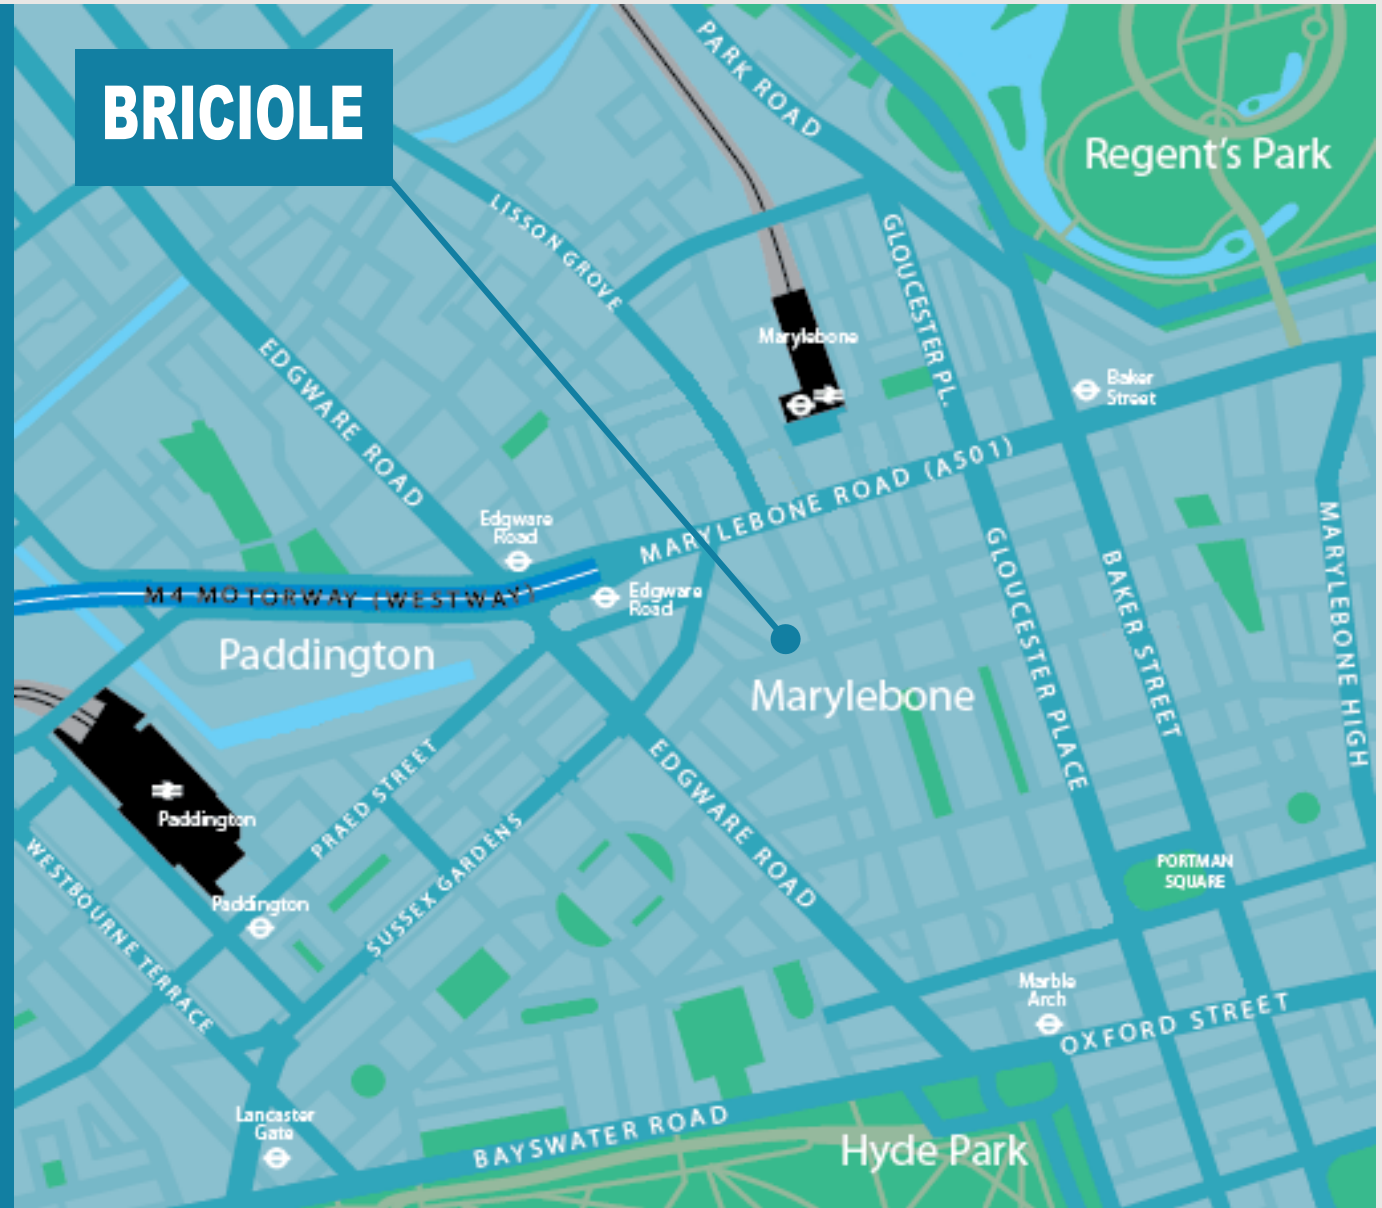 BRICIOLE
PARK ROAD
Regent's Park
LISSON GROVE
GLOUCESTER PL.
Marylebone
EDGWARE ROAD
Baker
Street
MARYLEBONE ROAD (A501)
Edgware
Road
MARYLEBONE HIGH
M4 MOTORWAY (WESTWAY)
Edgware
Road
GLOUCESTER PLACE
BAKER STREET
Paddington
Marylebone
PRAED STREET
EDGWARE ROAD
Paddington
SUSSEX GARDENS
WESTBOURNE TERRACE
PORTMAN
SQUARE
Paddington
Marble
Arch
OXFORD STREET
Lancaster
Gate
BAYSWATER ROAD
Hyde Park